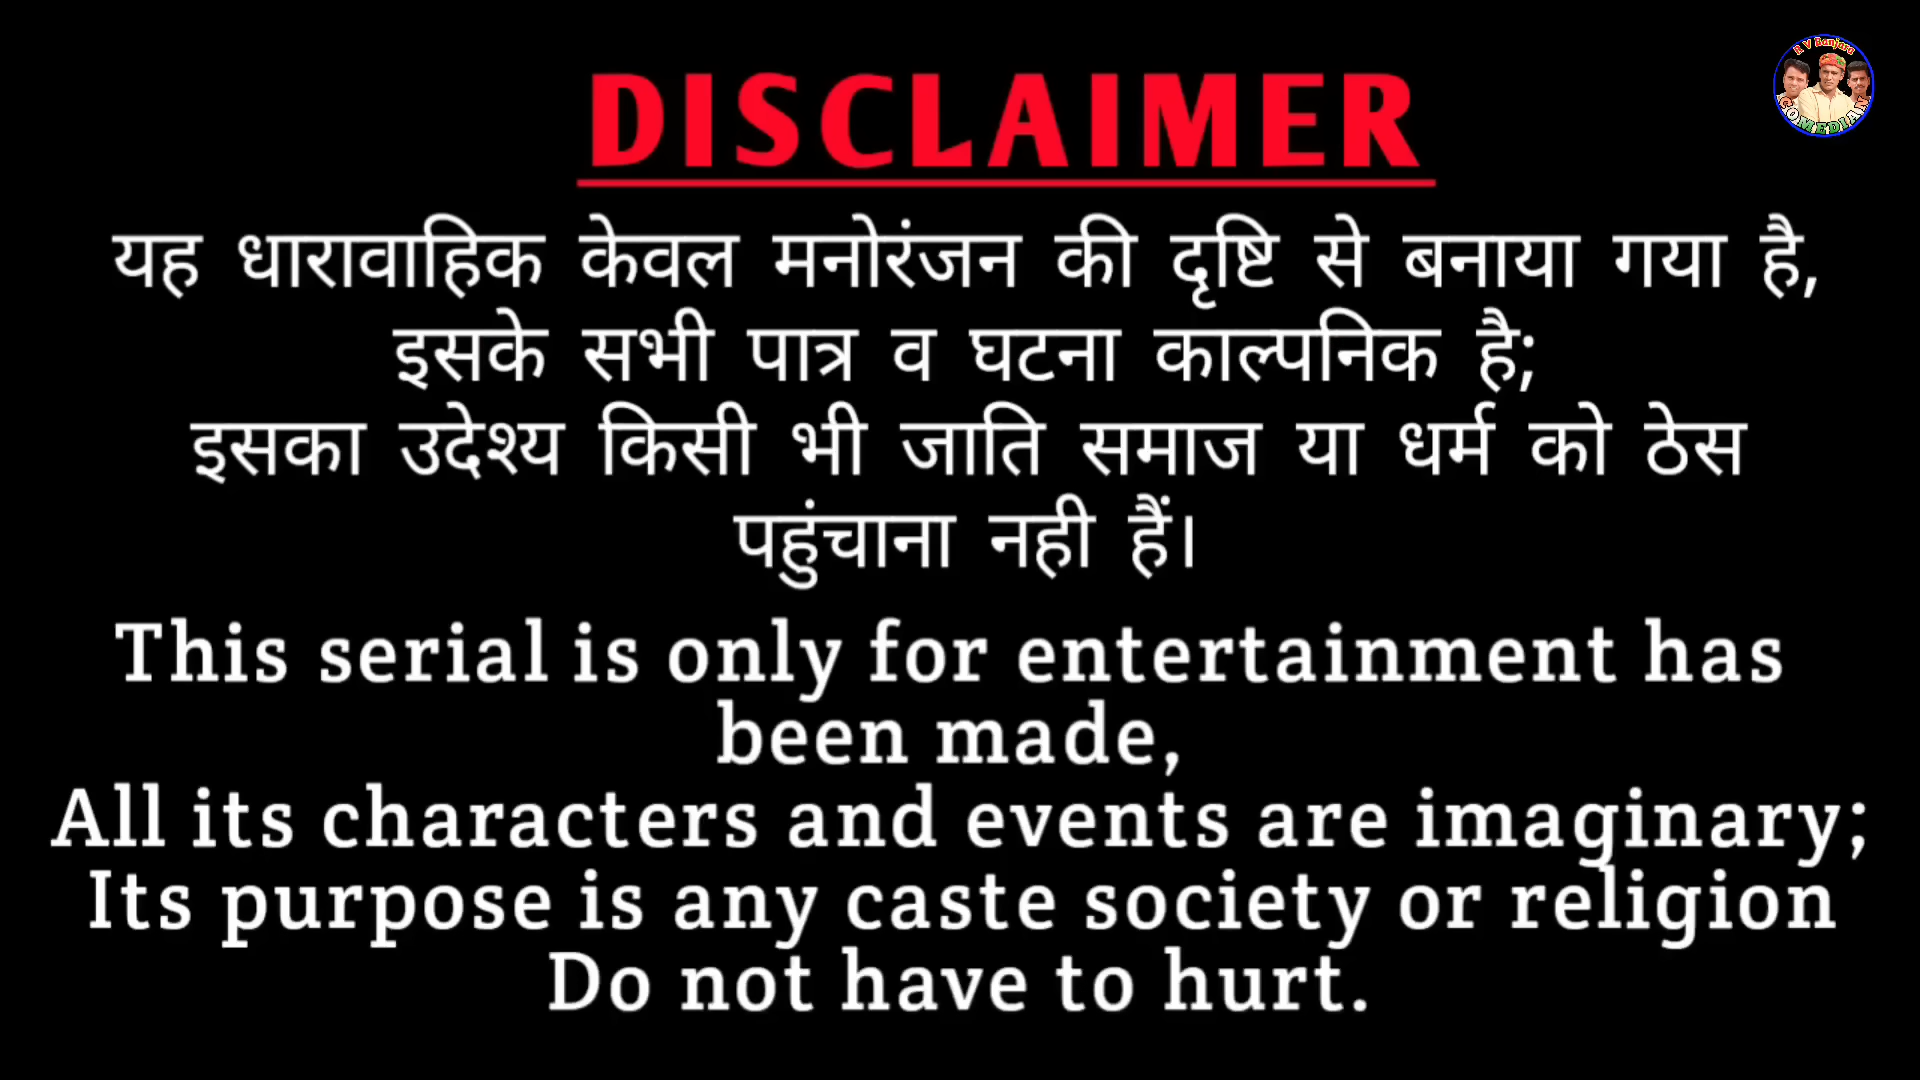 R V Banjara
COMEDIAN
DISCLAIMER
यह धारावाहिक केवल मनोरंजन की दृष्टि से बनाया गया है,
इसके सभी पात्र व घटना काल्पनिक है;
इसका उदेश्य किसी भी जाति समाज या धर्म को ठेस
पहुंचाना नही हैं।
This serial is only for entertainment has
been made,
All its characters and events are imaginary;
Its purpose is any caste society or religion
Do not have to hurt.